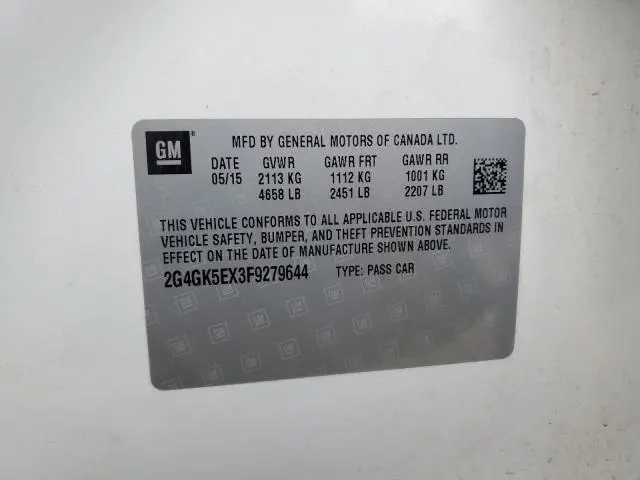 GM
MFD BY GENERAL MOTORS OF CANADA LTD.
DATE GVWR GAWR FRT GAWR RR
05/15 2113 KG 1112 KG 1001 KG
4658 LB 2451 LB 2207 LB
THIS VEHICLE CONFORMS TO ALL APPLICABLE U.S. FEDERAL MOTOR
VEHICLE SAFETY, BUMPER, AND THEFT PREVENTION STANDARDS IN
EFFECT ON THE DATE OF MANUFACTURE SHOWN ABOVE.
2G4GK5EX3F9279644 TYPE: PASS CAR